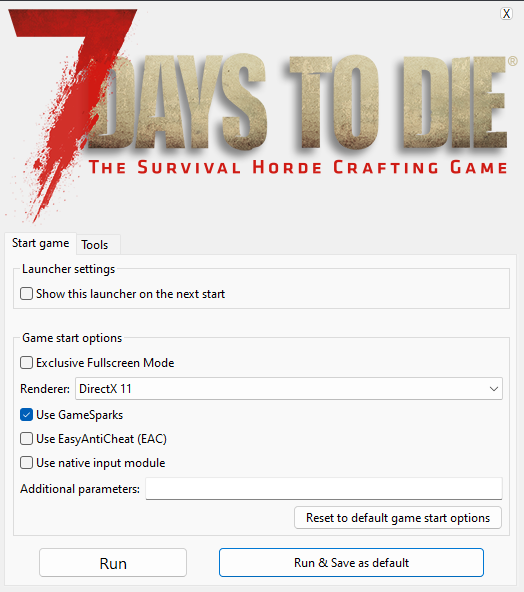 X
7 DAYS TO DIE®
THE SURVIVAL HORDE CRAFTING GAME
Start game Tools
Launcher settings
Show this launcher on the next start
Game start options
Exclusive Fullscreen Mode
Renderer: DirectX 11
Use GameSparks
Use EasyAntiCheat (EAC)
Use native input module
Additional parameters:
Reset to default game start options
Run Run & Save as default